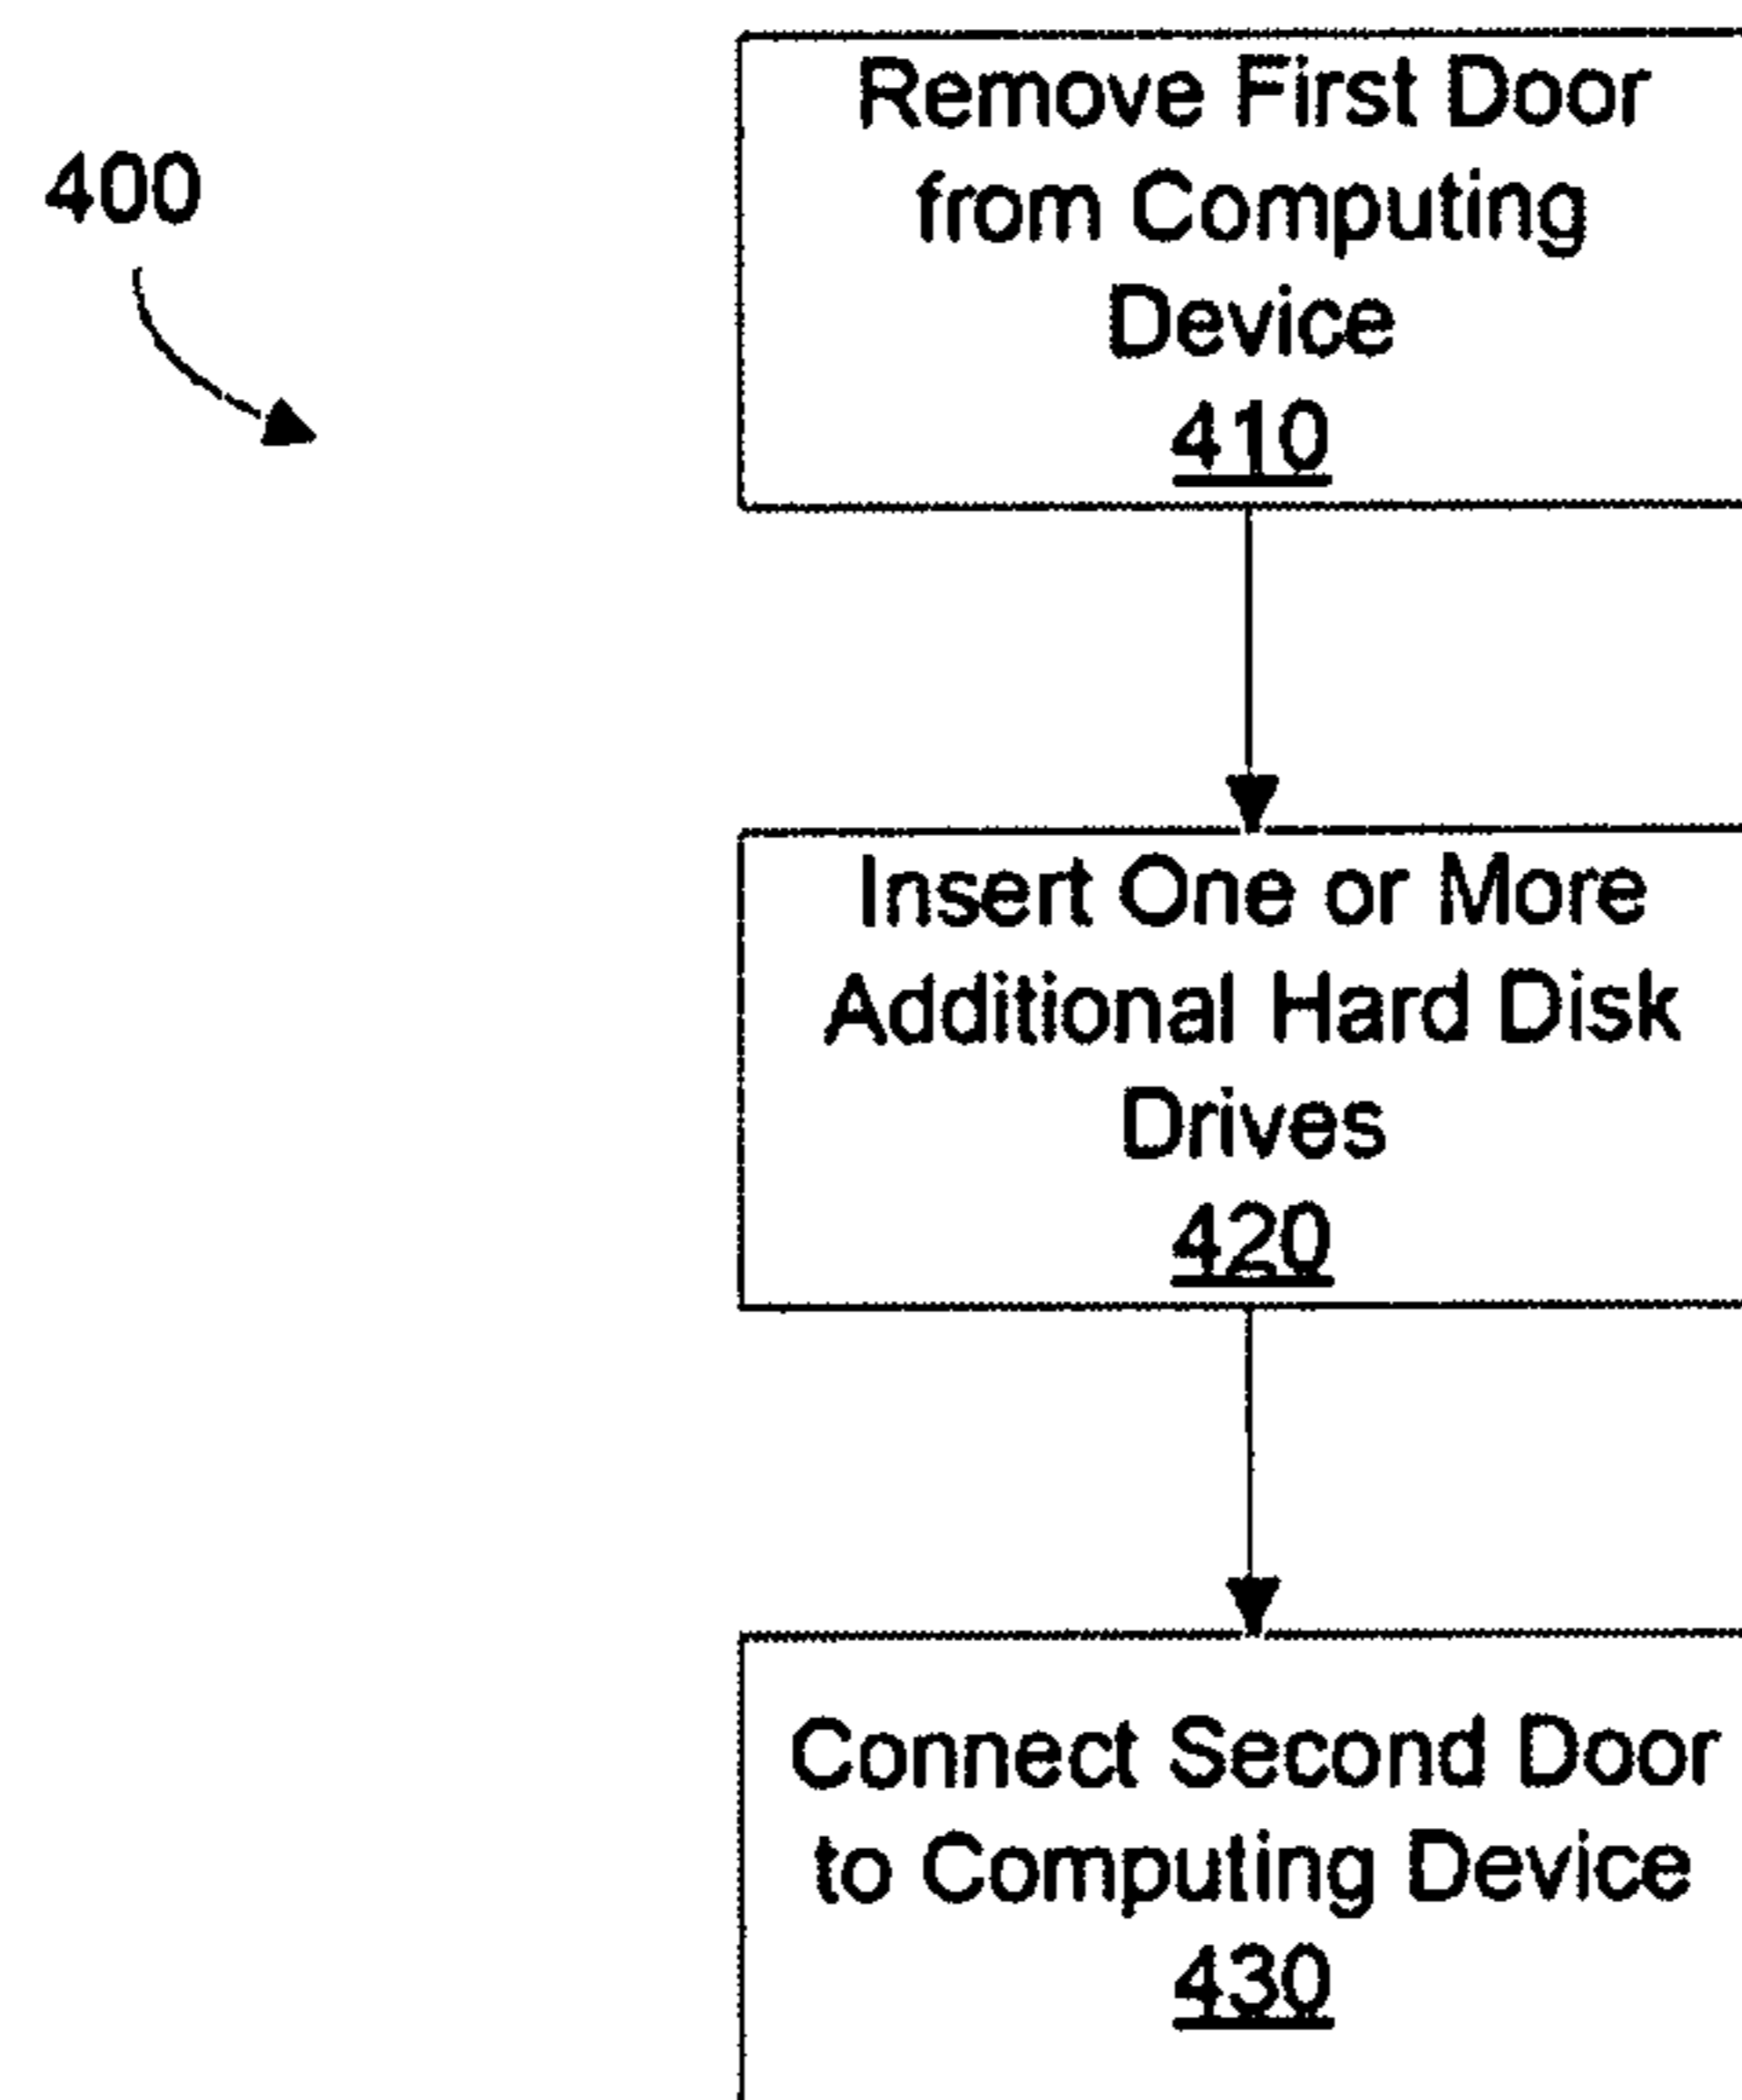 400
Remove First Door
from Computing
Device
410
Insert One or More
Additional Hard Disk
Drives
420
Connect Second Door
to Computing Device
430